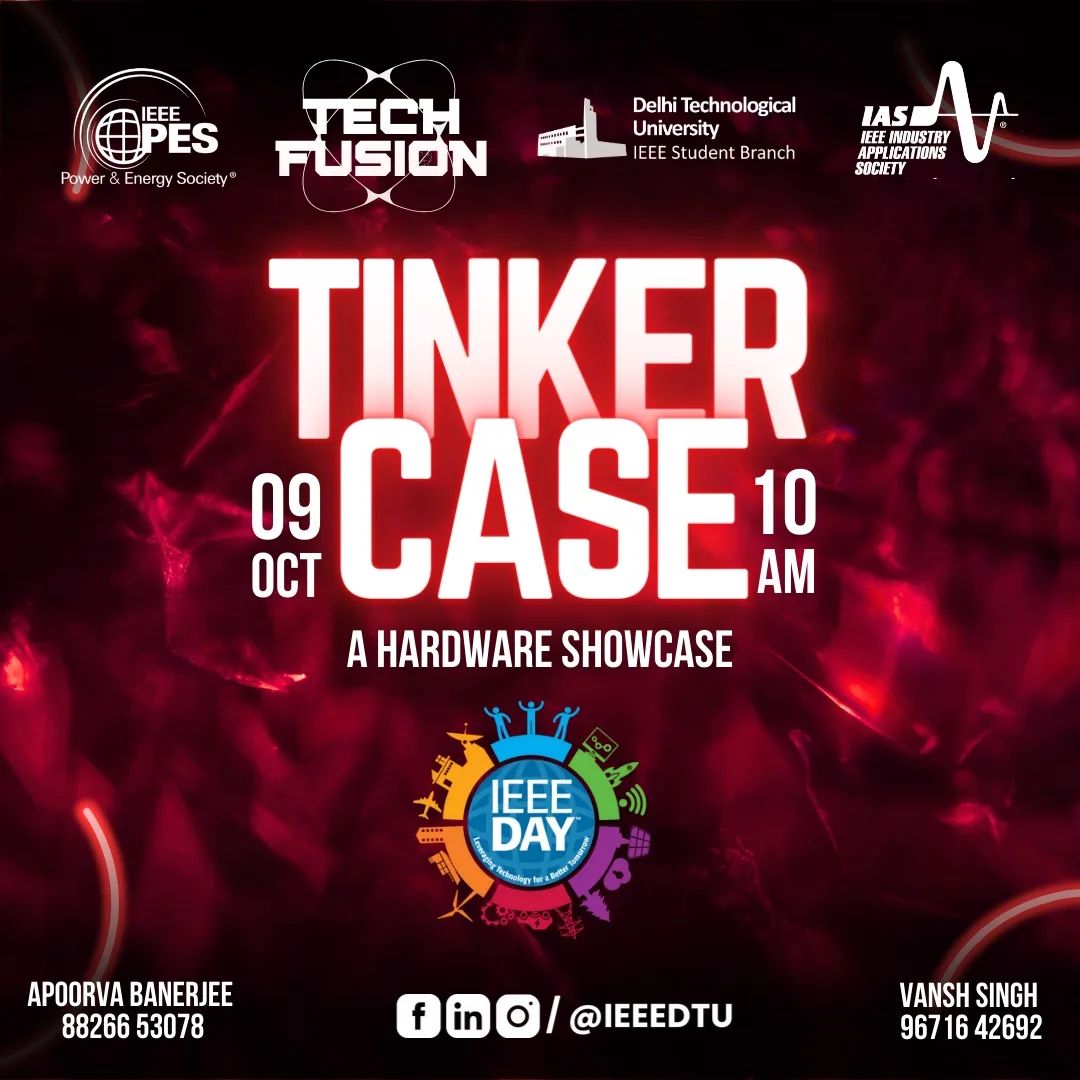 IEEE
PES
Power & Energy Society®
TECH
FUSION
Delhi Technological
University
IEEE Student Branch
IAS
IEEE INDUSTRY
APPLICATIONS
SOCIETY
®
TINKER
CASE
09
OCT
10
AM
A HARDWARE SHOWCASE
IEEE
DAY™
Leveraging Technology for a Better Tomorrow
APOORVA BANERJEE
88266 53078
f in / @IEEEDTU
VANSH SINGH
96716 42692